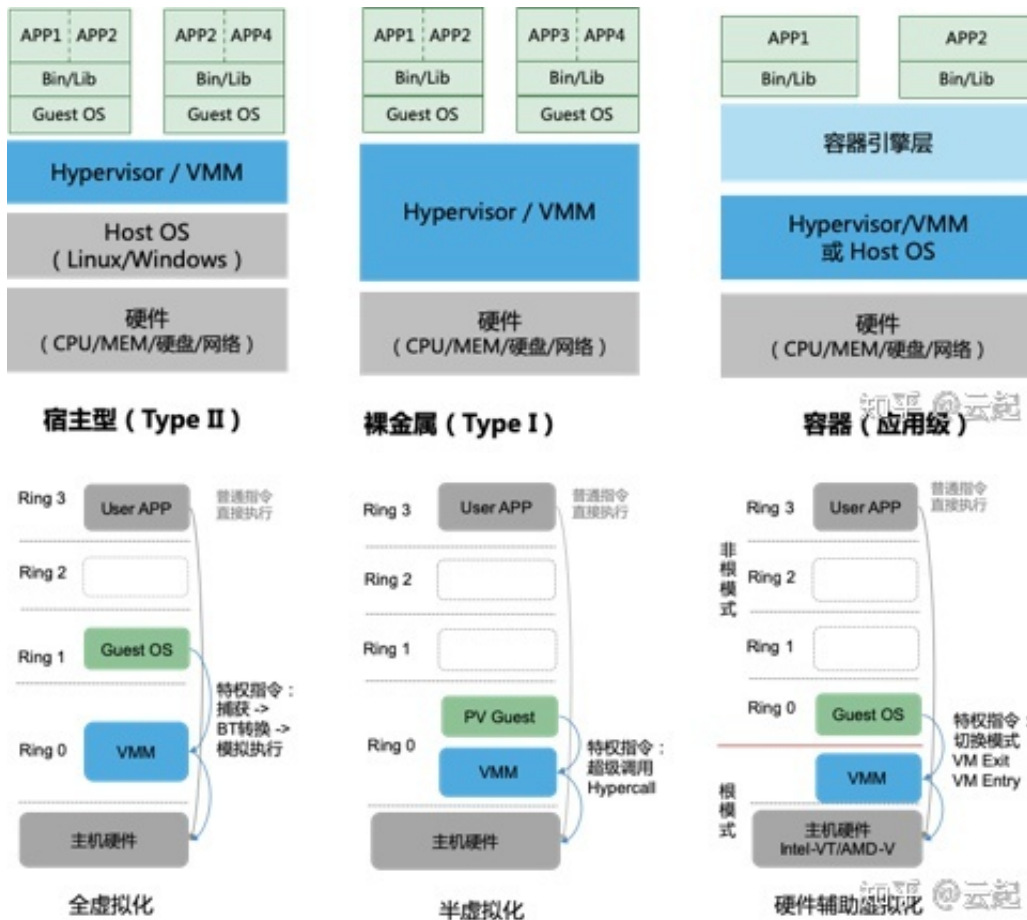 APP1 APP2
Bin/Lib
Guest OS
APP2 APP4
Bin/Lib
Guest OS
Hypervisor / VMM
Host OS
（Linux/Windows）
硬件
（CPU/MEM/硬盘/网络）
宿主型（Type II）
APP1 APP2
Bin/Lib
Guest OS
APP3 APP4
Bin/Lib
Guest OS
Hypervisor / VMM
硬件
（CPU/MEM/硬盘/网络）
裸金属（Type I）
APP1
Bin/Lib
APP2
Bin/Lib
容器引擎层
Hypervisor/VMM
或 Host OS
硬件
（CPU/MEM/硬盘/网络）
容器（应用级）
知乎 @云起
Ring 3
User APP
普通指令
直接执行
Ring 2
Ring 1
Guest OS
特权指令：
捕获 ->
BT转换 ->
模拟执行
Ring 0
VMM
主机硬件
全虚拟化
Ring 3
User APP
普通指令
直接执行
Ring 2
Ring 1
Ring 0
PV Guest
VMM
特权指令：
超级调用
Hypercall
主机硬件
半虚拟化
Ring 3
User APP
普通指令
直接执行
非根模式
Ring 2
Ring 1
Ring 0
Guest OS
特权指令：
切换模式
VM Exit
VM Entry
根模式
VMM
主机硬件
Intel-VT/AMD-V
硬件辅助虚拟化
知乎 @云起